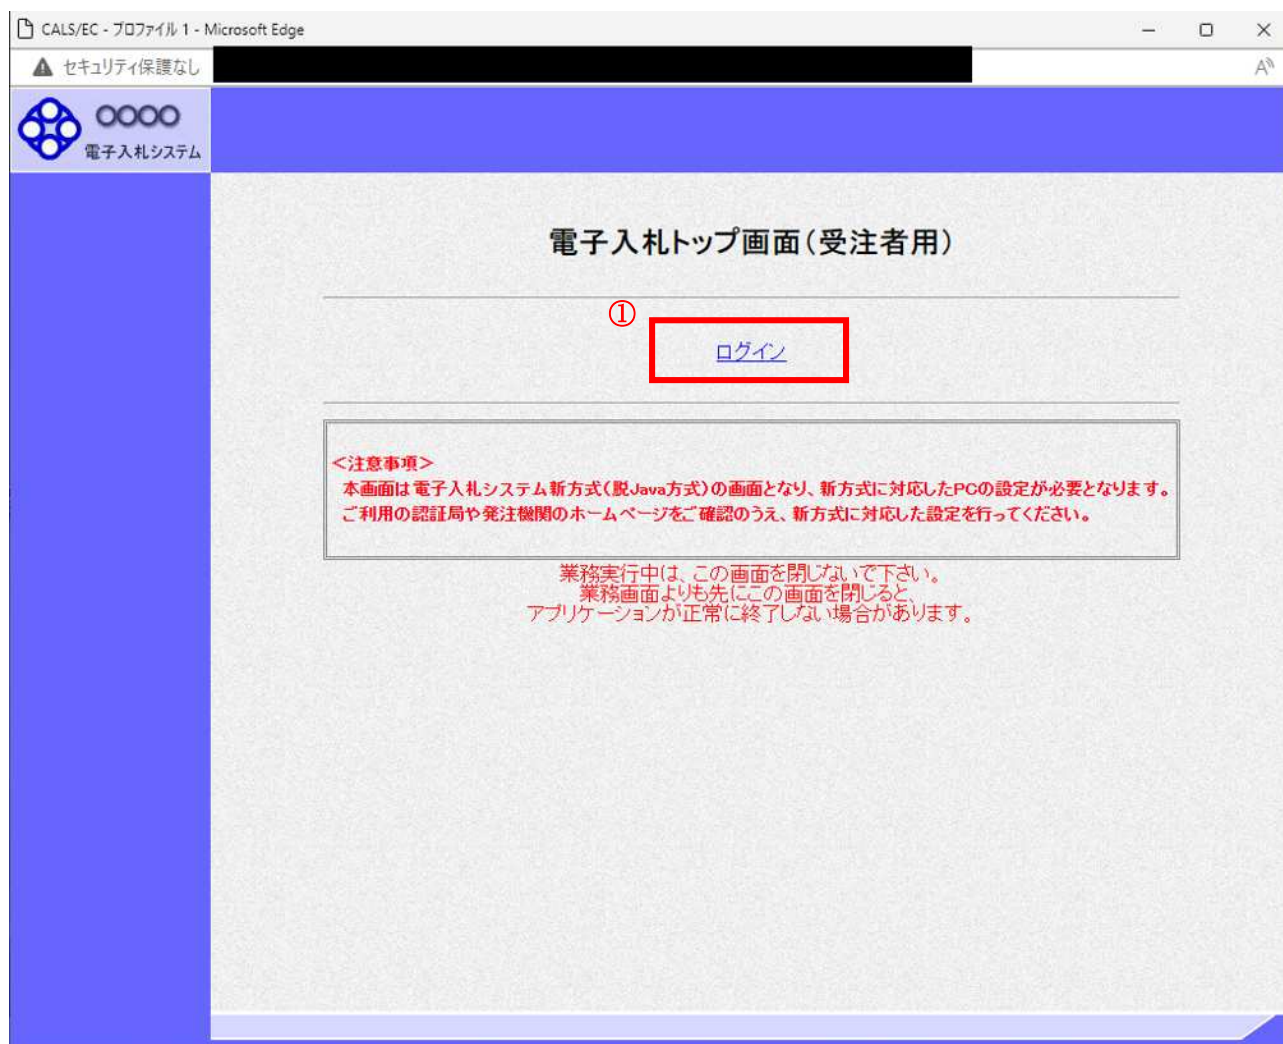 CALS/EC - プロファイル 1 - Microsoft Edge
セキュリティ保護なし
〇〇〇〇
電子入札システム
電子入札トップ画面(受注者用)
①
ログイン
<注意事項>
本画面は電子入札システム新方式(脱Java方式)の画面となり、新方式に対応したPCの設定が必要となります。
ご利用の認証局や発注機関のホームページをご確認のうえ、新方式に対応した設定を行ってください。
業務実行中は、この画面を閉じないで下さい。
業務画面よりも先にこの画面を閉じると、
アプリケーションが正常に終了しない場合があります。